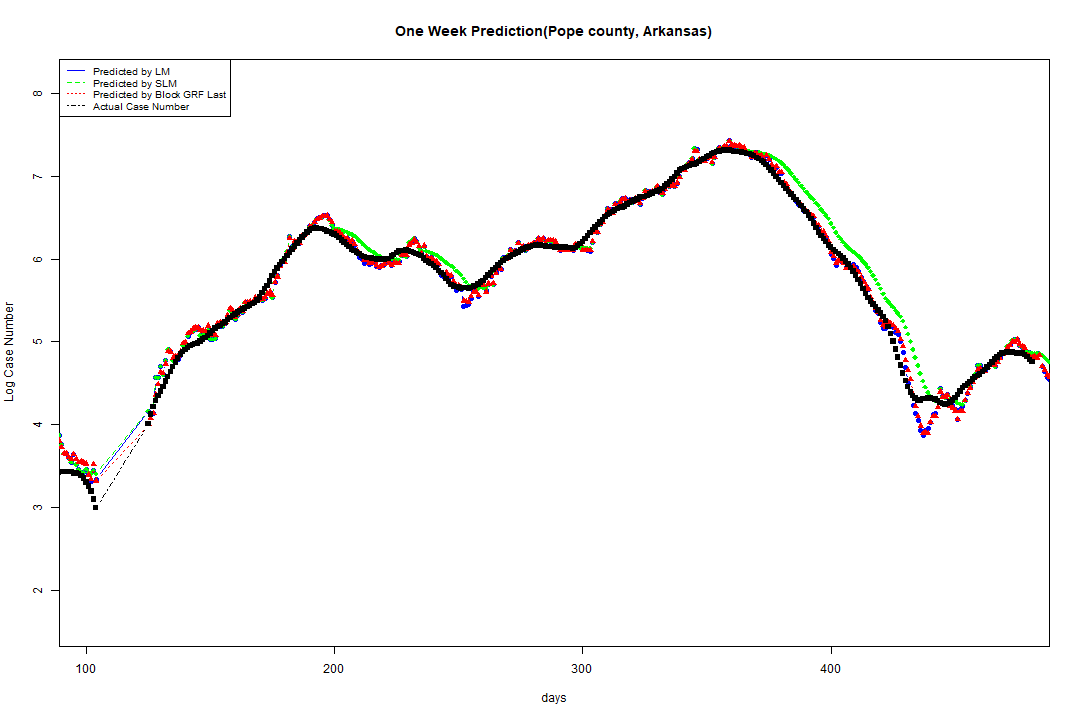 One Week Prediction(Pope county, Arkansas)
Predicted by LM
Predicted by SLM
Predicted by Block GRF Last
Actual Case Number
8
7
6
5
4
3
2
Log Case Number
100 200 300 400
days